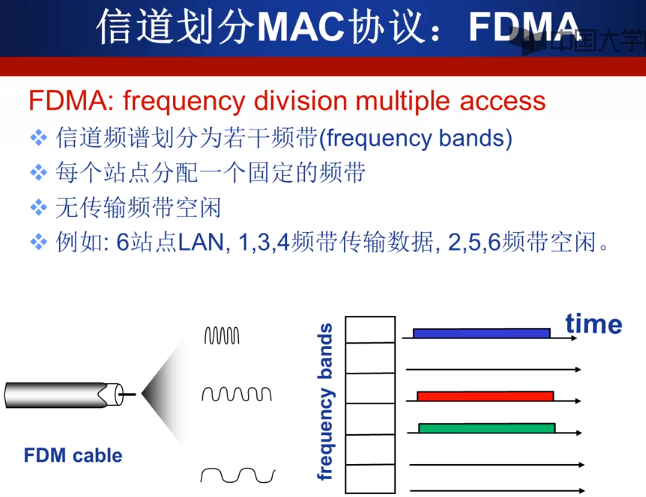 信道划分MAC协议：FDMA
中国大学
FDMA: frequency division multiple access
信道频谱划分为若干频带(frequency bands)
每个站点分配一个固定的频带
无传输频带空闲
例如: 6站点LAN, 1,3,4频带传输数据, 2,5,6频带空闲。
time
frequency bands
FDM cable